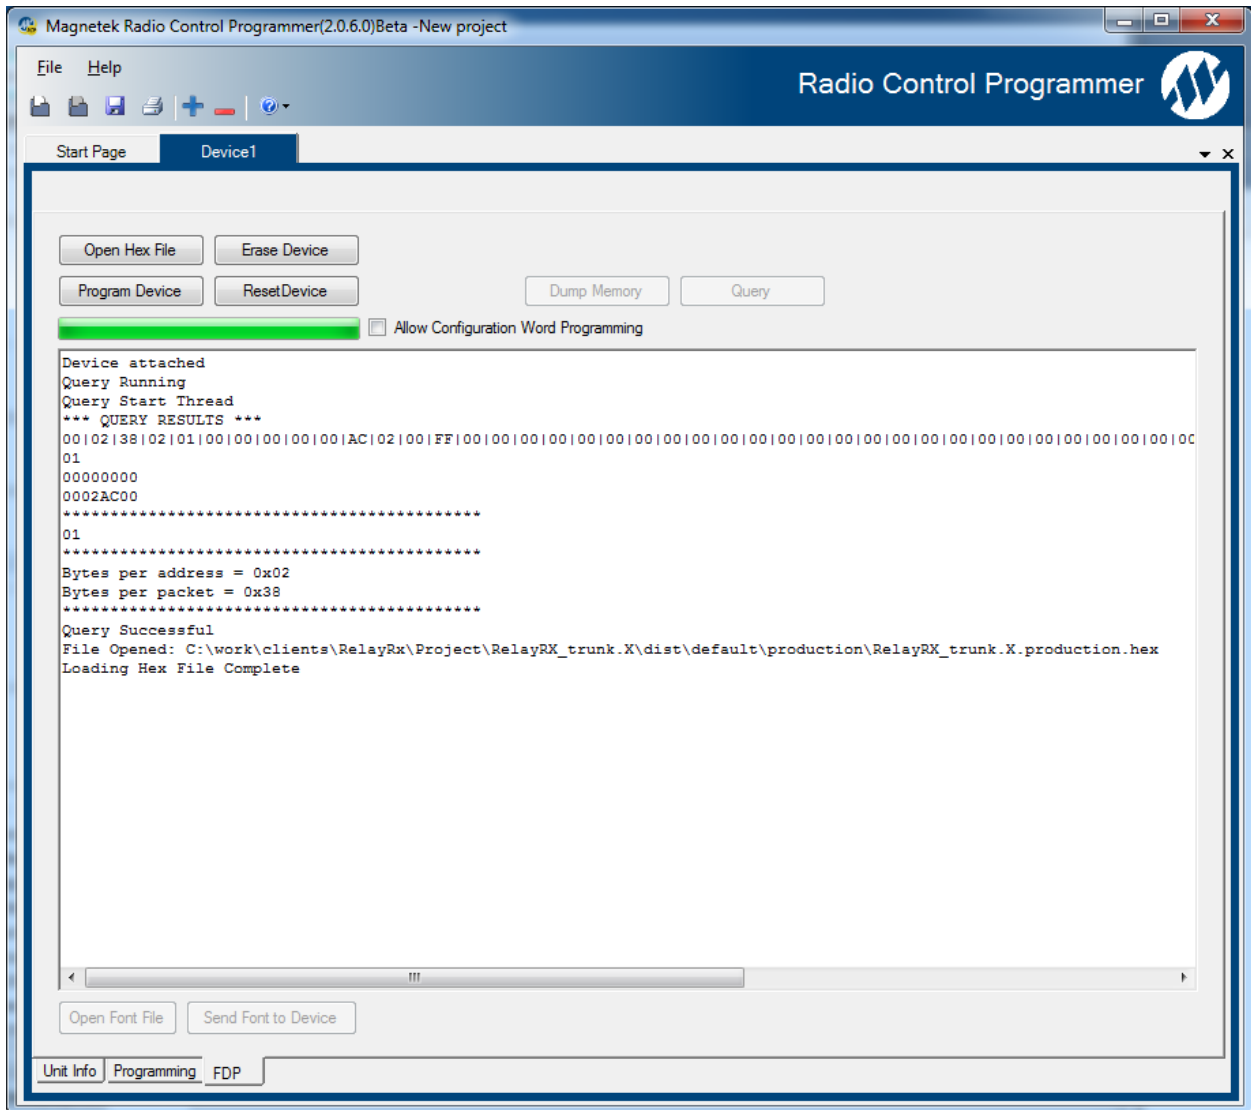 Magnetek Radio Control Programmer(2.0.6.0)Beta -New project
File Help
Radio Control Programmer
Start Page Device1
Open Hex File Erase Device
Program Device ResetDevice Dump Memory Query
Allow Configuration Word Programming
Device attached
Query Running
Query Start Thread
*** QUERY RESULTS ***
00|02|38|02|01|00|00|00|00|00|AC|02|00|FF|00|00|00|00|00|00|00|00|00|00|00|00|00|00|00|00|00|00|00|00|00|00|00|00|00|00
01
00000000
0002AC00
********************************************
01
********************************************
Bytes per address = 0x02
Bytes per packet = 0x38
********************************************
Query Successful
File Opened: C:\work\clients\RelayRx\Project\RelayRX_trunk.X\dist\default\production\RelayRX_trunk.X.production.hex
Loading Hex File Complete
Open Font File Send Font to Device
Unit Info Programming FDP